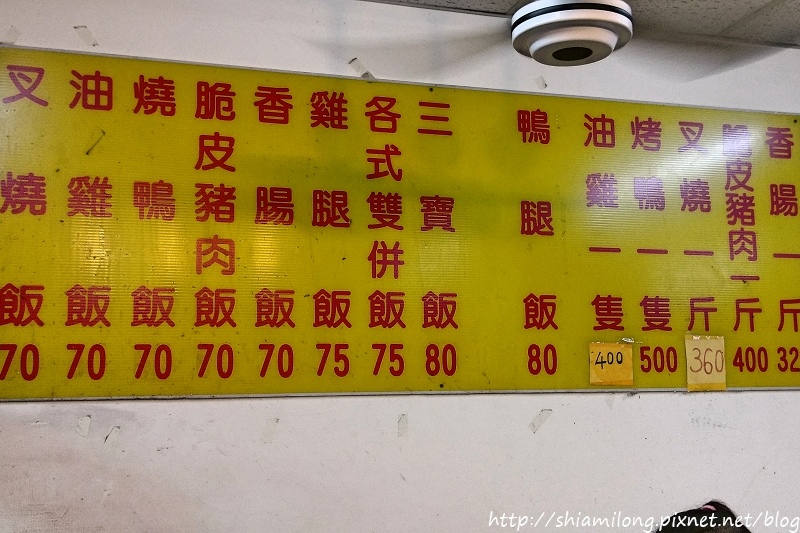 叉燒飯 70
油雞飯 70
燒鴨飯 70
脆皮豬肉飯 70
香腸飯 70
雞腿飯 75
各式雙併飯 75
三寶飯 80
鴨腿飯 80
油雞一隻 400
烤鴨一隻 500
叉燒一斤 360
脆皮豬肉一斤 400
香腸一斤 32
http://shiamilong.pixnet.net/blog